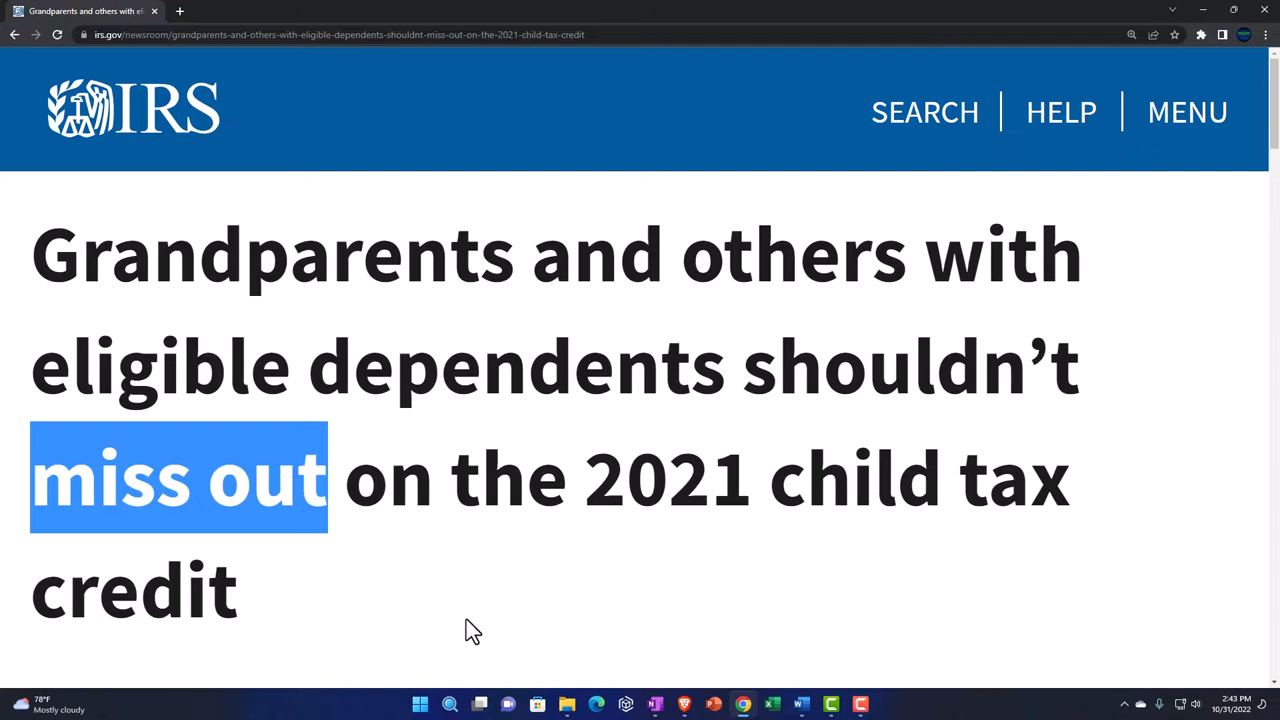 Grandparents and others with el
irs.gov/newsroom/grandparents-and-others-with-eligible-dependents-shouldnt-miss-out-on-the-2021-child-tax-credit
IRS
SEARCH HELP MENU
Grandparents and others with
eligible dependents shouldn’t
miss out on the 2021 child tax
credit
78°F
Mostly cloudy
2:43 PM
10/31/2022